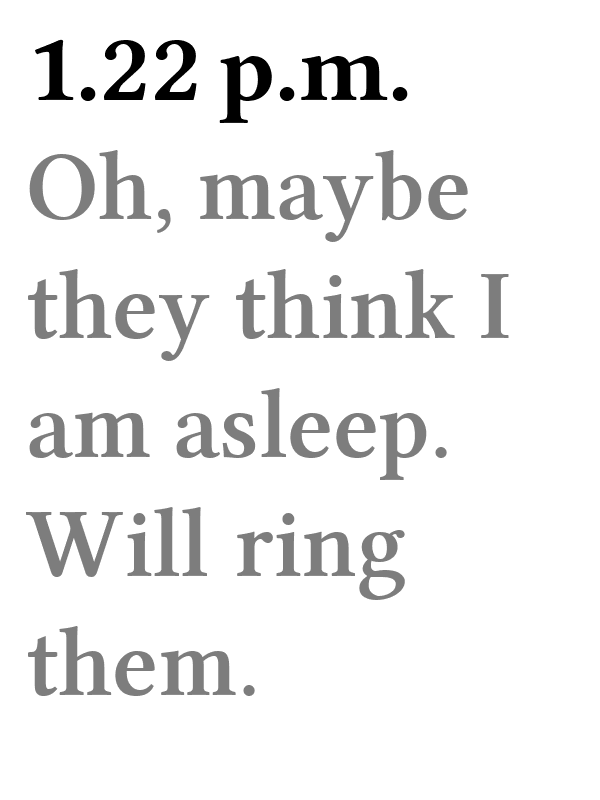 1.22 p.m.
Oh, maybe
they think I
am asleep.
Will ring
them.